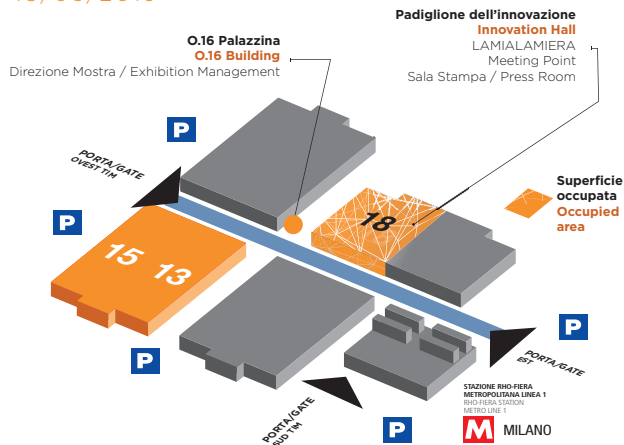 O.16 Palazzina
O.16 Building
Direzione Mostra / Exhibition Management
Padiglione dell'innovazione
Innovation Hall
LAMIALAMIERA
Meeting Point
Sala Stampa / Press Room
P
PORTA/GATE
OVEST TIM
P
18
Superficie
occupata
Occupied
area
15 13
P
P
PORTA/GATE
EST
PORTA/GATE
SUD TIM
P
STAZIONE RHO-FIERA
METROPOLITANA LINEA 1
RHO-FIERA STATION
METRO LINE 1
M MILANO